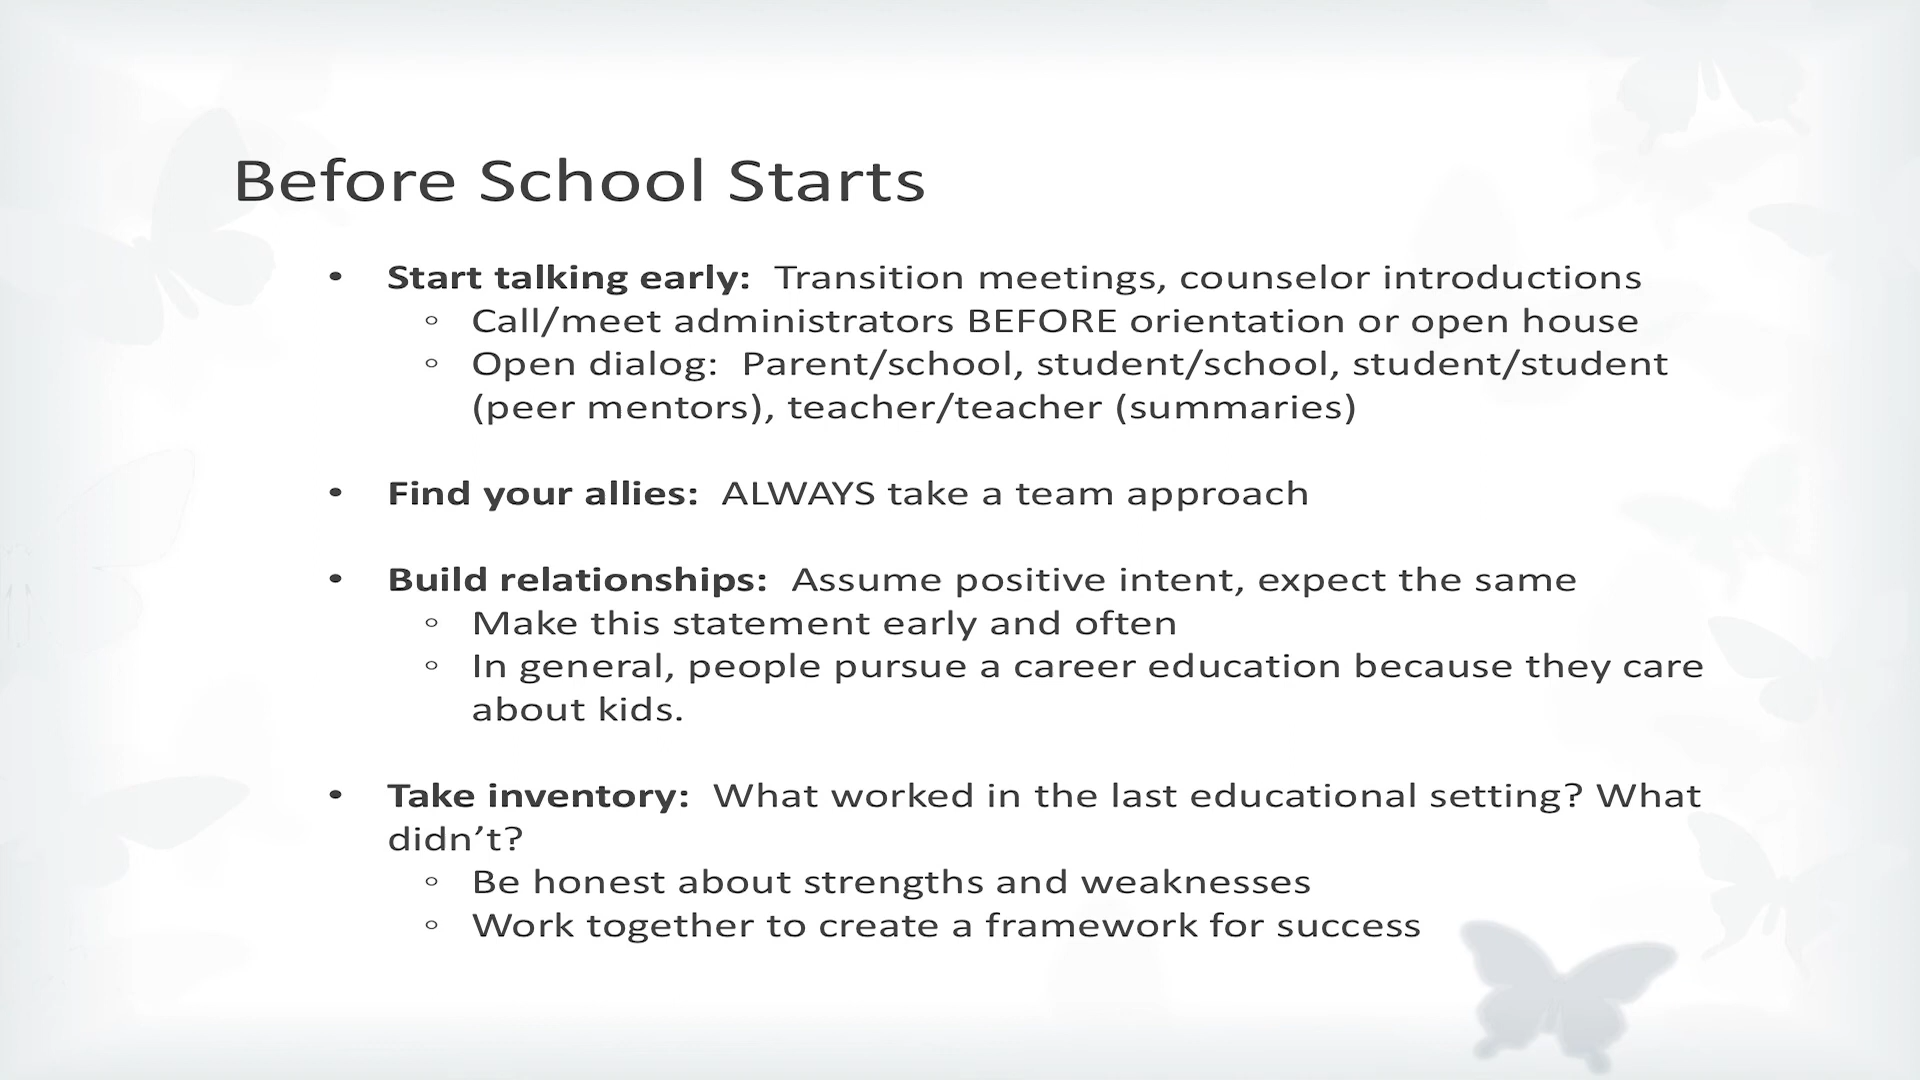 Before School Starts
• Start talking early:  Transition meetings, counselor introductions
◦ Call/meet administrators BEFORE orientation or open house
◦ Open dialog:  Parent/school, student/school, student/student
(peer mentors), teacher/teacher (summaries)
• Find your allies:  ALWAYS take a team approach
• Build relationships:  Assume positive intent, expect the same
◦ Make this statement early and often
◦ In general, people pursue a career education because they care
about kids.
• Take inventory:  What worked in the last educational setting? What
didn’t?
◦ Be honest about strengths and weaknesses
◦ Work together to create a framework for success